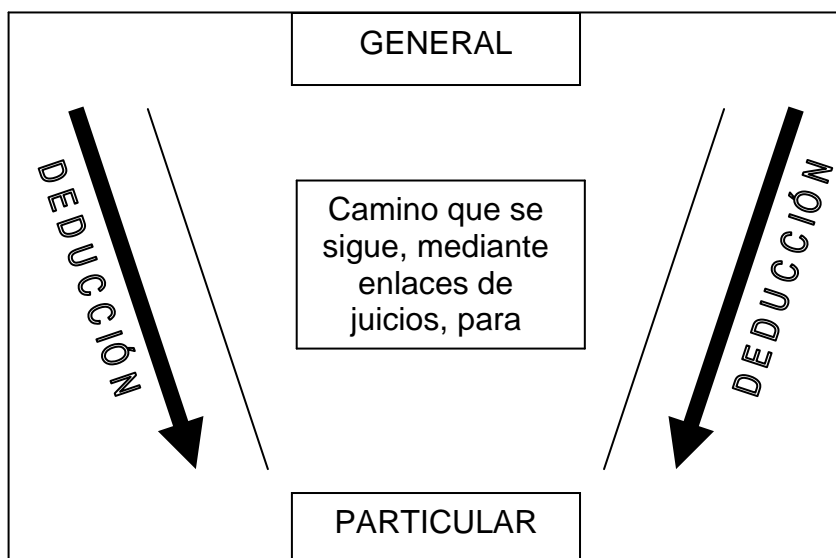 GENERAL
DEDUCCIÓN
Camino que se
sigue, mediante
enlaces de
juicios, para
DEDUCCIÓN
PARTICULAR